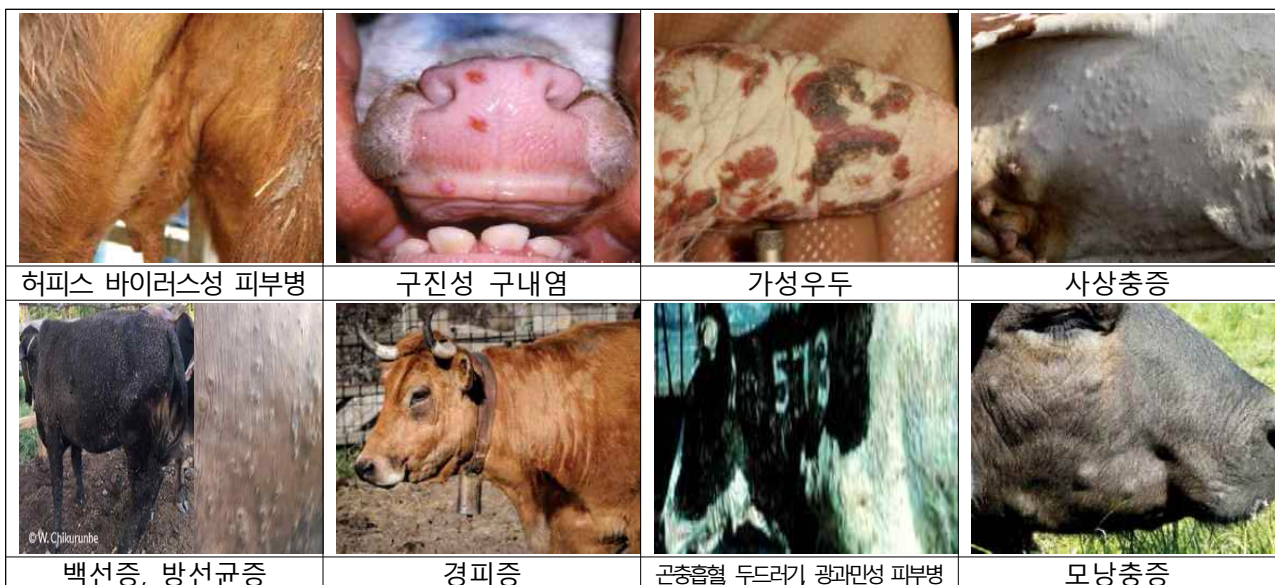 허피스 바이러스성 피부병
구진성 구내염
가성우두
사상충증
573
©W.Chikurunbe
백선증, 방선균증
경피증
곤충흡혈, 두드러기, 광과민성 피부병
모낭충증